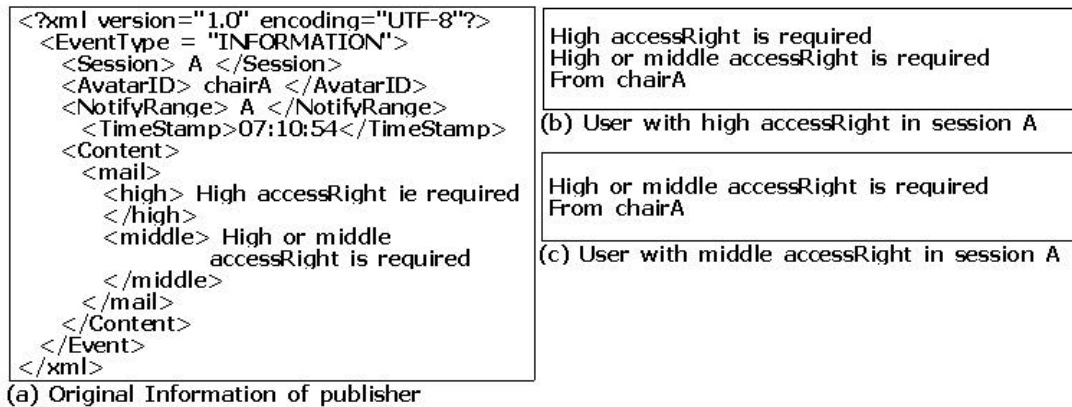 <?xml version="1.0" encoding="UTF-8"?>
<EventType = "INFORMATION">
<Session> A </Session>
<AvatarID> chairA </AvatarID>
<NotifyRange> A </NotifyRange>
<TimeStamp>07:10:54</TimeStamp>
<Content>
<mail>
<high> High accessRight ie required
</high>
<middle> High or middle
accessRight is required
</middle>
</mail>
</Content>
</Event>
</xml>
(a) Original Information of publisher
High accessRight is required
High or middle accessRight is required
From chairA
(b) User with high accessRight in session A
High or middle accessRight is required
From chairA
(c) User with middle accessRight in session A